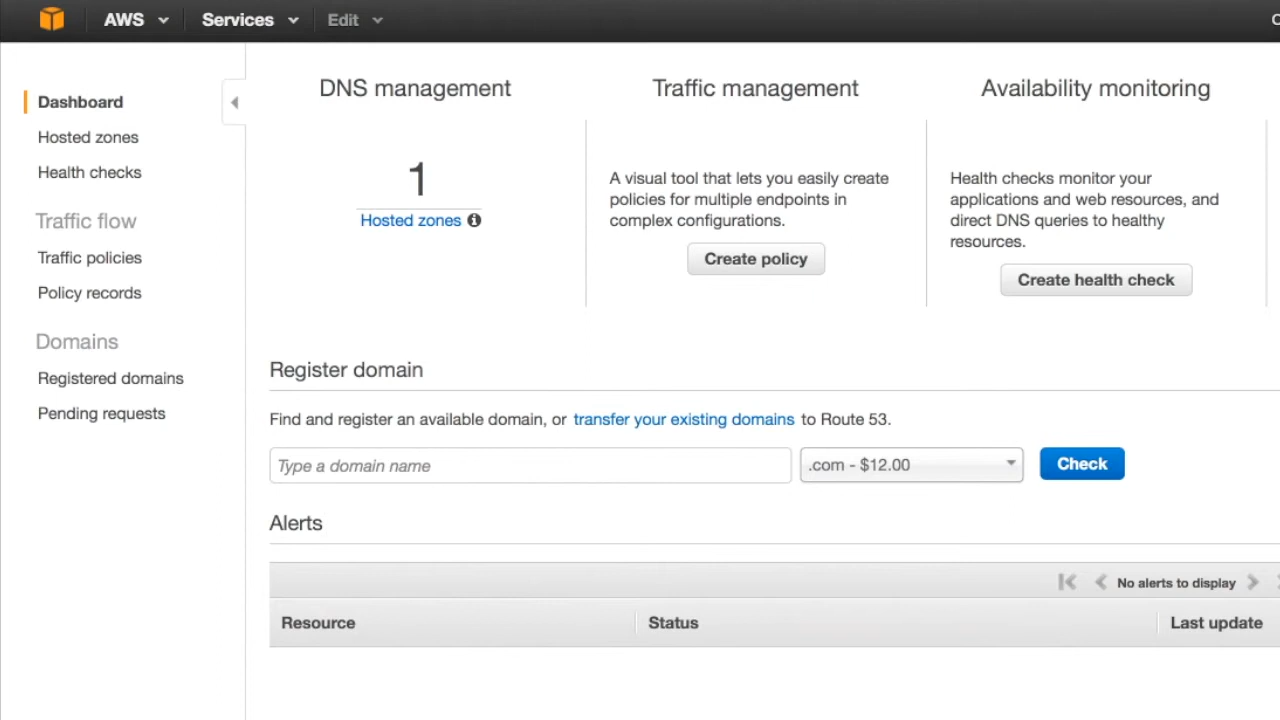 AWS Services Edit
Dashboard
Hosted zones
Health checks
Traffic flow
Traffic policies
Policy records
Domains
Registered domains
Pending requests
DNS management
1
Hosted zones
Traffic management
A visual tool that lets you easily create
policies for multiple endpoints in
complex configurations.
Create policy
Availability monitoring
Health checks monitor your
applications and web resources, and
direct DNS queries to healthy
resources.
Create health check
Register domain
Find and register an available domain, or transfer your existing domains to Route 53.
Type a domain name .com - $12.00 Check
Alerts
No alerts to display
Resource Status Last update